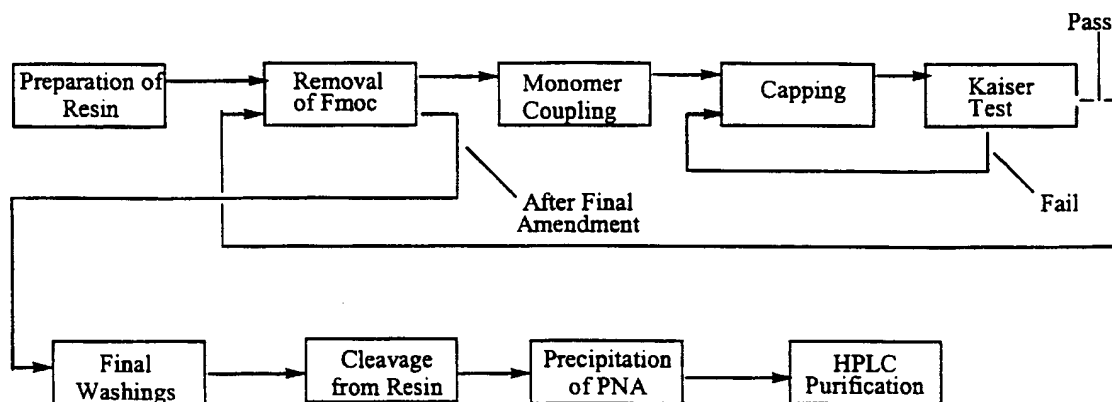 Pass
Preparation of
Resin
Removal
of Fmoc
Monomer
Coupling
Capping
Kaiser
Test
After Final
Amendment
Fail
Final
Washings
Cleavage
from Resin
Precipitation
of PNA
HPLC
Purification